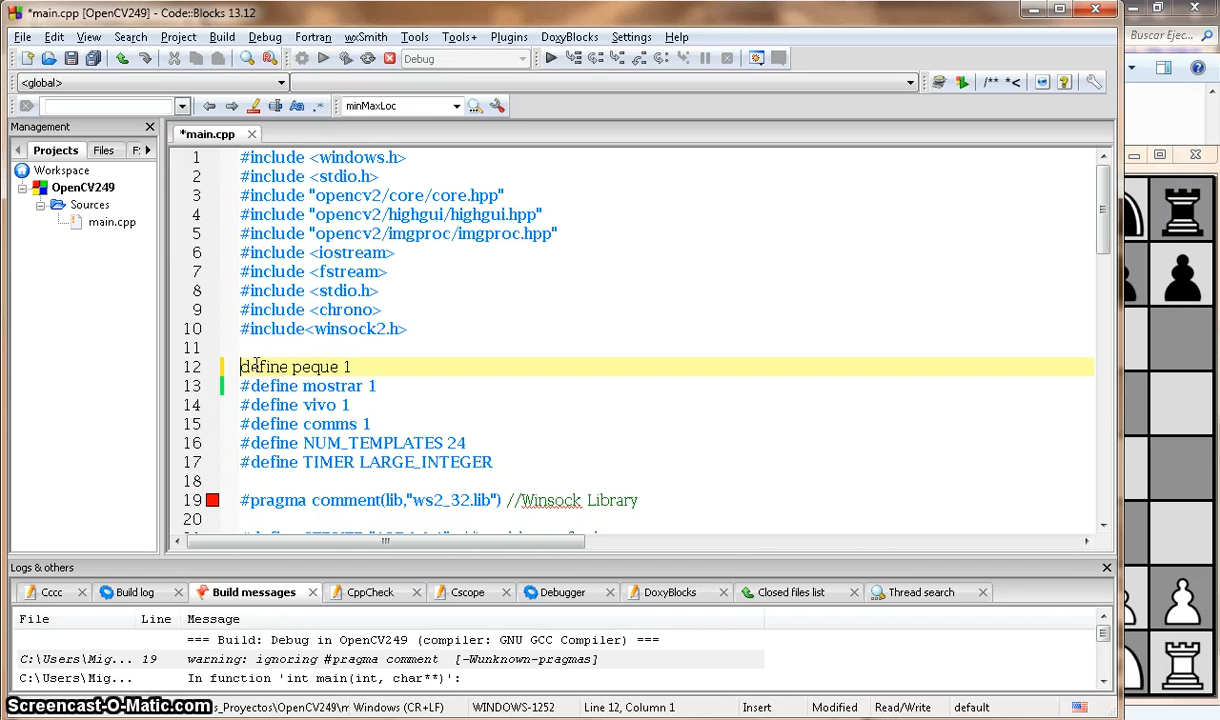 *main.cpp [OpenCV249] - Code::Blocks 13.12
File Edit View Search Project Build Debug Fortran wxSmith Tools Tools+ Plugins DoxyBlocks Settings Help
Buscar Ejec...
Debug
<global>
/** *<
minMaxLoc
Management
*main.cpp
Projects Files F:
Workspace
OpenCV249
Sources
main.cpp
1 #include <windows.h>
2 #include <stdio.h>
3 #include "opencv2/core/core.hpp"
4 #include "opencv2/highgui/highgui.hpp"
5 #include "opencv2/imgproc/imgproc.hpp"
6 #include <iostream>
7 #include <fstream>
8 #include <stdio.h>
9 #include <chrono>
10 #include<winsock2.h>
11
12 define peque 1
13 #define mostrar 1
14 #define vivo 1
15 #define comms 1
16 #define NUM_TEMPLATES 24
17 #define TIMER LARGE_INTEGER
18
19 #pragma comment(lib,"ws2_32.lib") //Winsock Library
20
Logs & others
Cccc Build log Build messages CppCheck Cscope Debugger DoxyBlocks Closed files list Thread search
File Line Message
=== Build: Debug in OpenCV249 (compiler: GNU GCC Compiler) ===
C:\Users\Mig... 19 warning: ignoring #pragma comment [-Wunknown-pragmas]
C:\Users\Mig... In function 'int main(int, char**)':
Screencast-O-Matic.com
s_Proyectos\OpenCV249\m Windows (CR+LF) WINDOWS-1252 Line 12, Column 1 Insert Modified Read/Write default